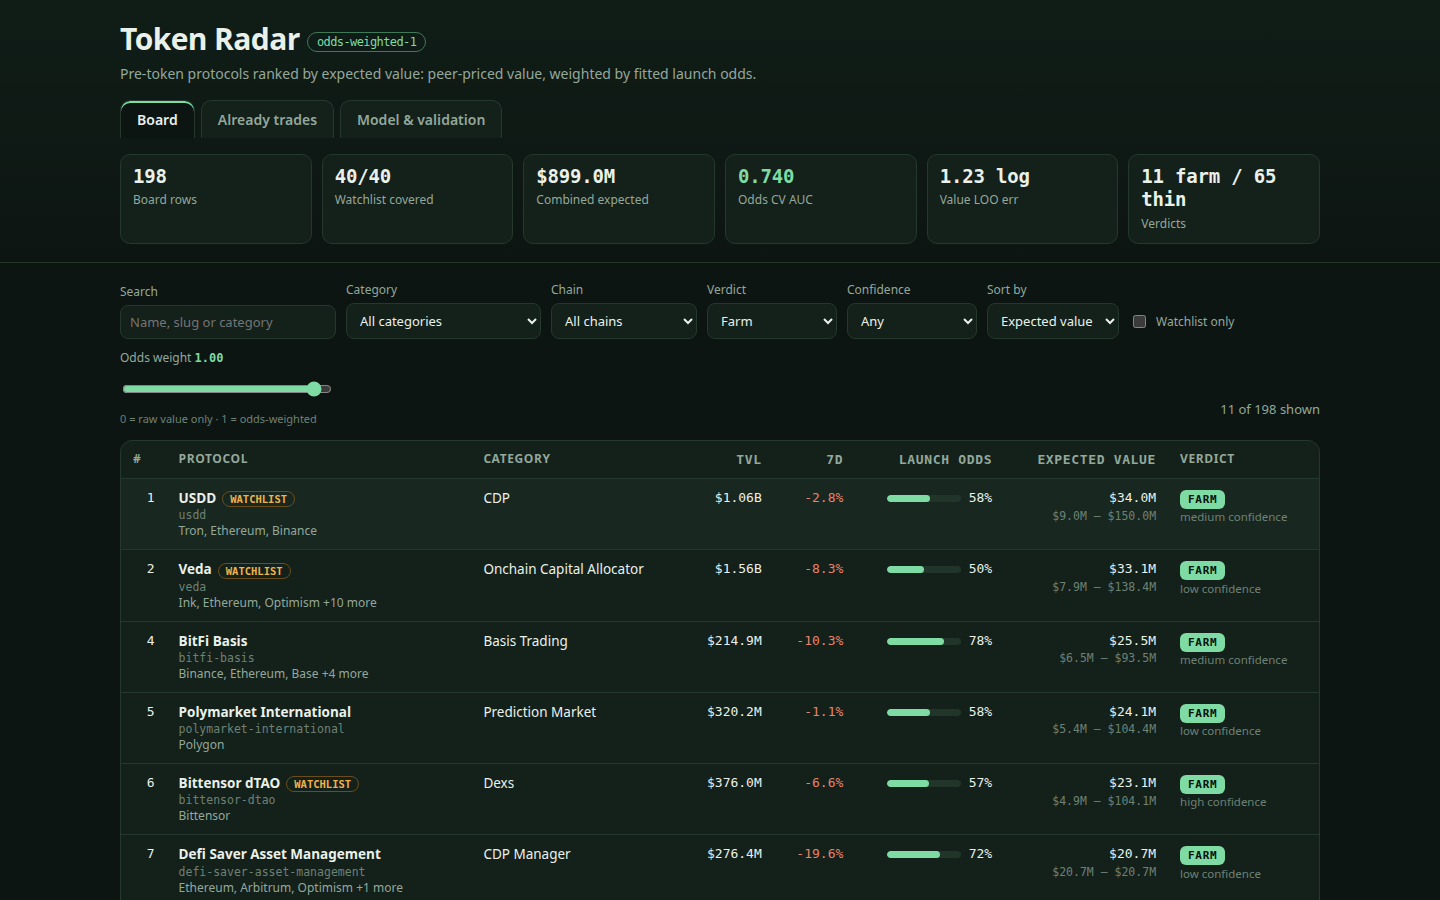 Token Radar odds-weighted-1
Pre-token protocols ranked by expected value: peer-priced value, weighted by fitted launch odds.
Board Already trades Model & validation
198
Board rows
40/40
Watchlist covered
$899.0M
Combined expected
0.740
Odds CV AUC
1.23 log
Value LOO err
11 farm / 65
thin
Verdicts
Search
Name, slug or category
Category
All categories
Chain
All chains
Verdict
Farm
Confidence
Any
Sort by
Expected value
Watchlist only
Odds weight 1.00
0 = raw value only · 1 = odds-weighted
11 of 198 shown
# PROTOCOL CATEGORY TVL 7D LAUNCH ODDS EXPECTED VALUE VERDICT
1 USDD WATCHLIST CDP $1.06B -2.8% 58% $34.0M FARM
usdd $9.0M — $150.0M medium confidence
Tron, Ethereum, Binance
2 Veda WATCHLIST Onchain Capital Allocator $1.56B -8.3% 50% $33.1M FARM
veda $7.9M — $138.4M low confidence
Ink, Ethereum, Optimism +10 more
4 BitFi Basis Basis Trading $214.9M -10.3% 78% $25.5M FARM
bitfi-basis $6.5M — $93.5M medium confidence
Binance, Ethereum, Base +4 more
5 Polymarket International Prediction Market $320.2M -1.1% 58% $24.1M FARM
polymarket-international $5.4M — $104.4M low confidence
Polygon
6 Bittensor dTAO WATCHLIST Dexs $376.0M -6.6% 57% $23.1M FARM
bittensor-dtao $4.9M — $104.1M high confidence
Bittensor
7 Defi Saver Asset Management CDP Manager $276.4M -19.6% 72% $20.7M FARM
defi-saver-asset-management $20.7M — $20.7M low confidence
Ethereum, Arbitrum, Optimism +1 more